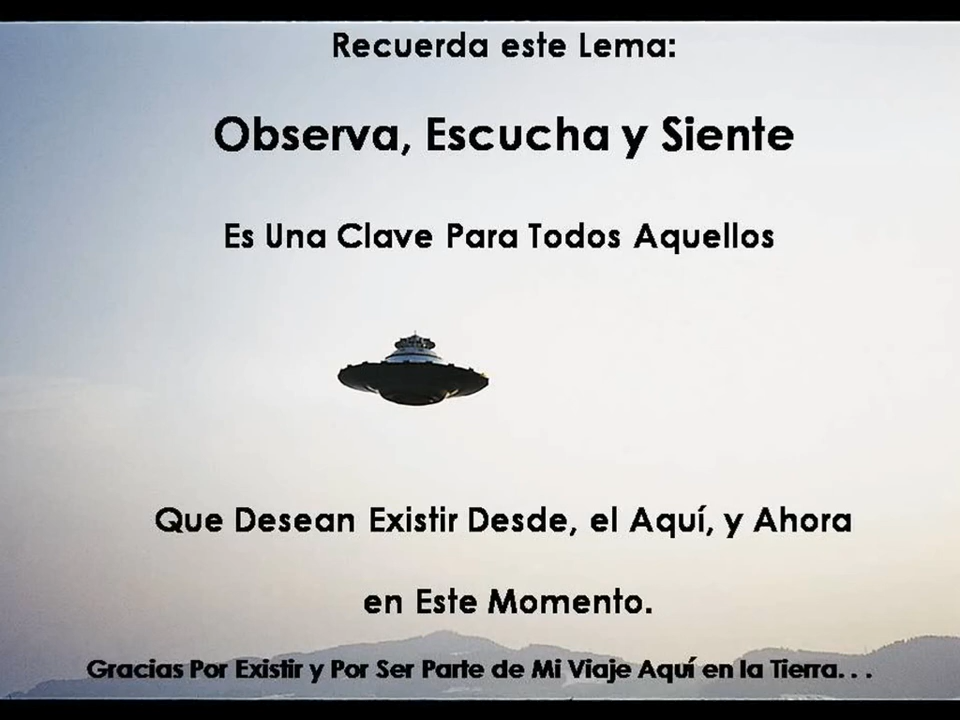 Recuerda este Lema:
Observa, Escucha y Siente
Es Una Clave Para Todos Aquellos
Que Desean Existir Desde, el Aquí, y Ahora
en Este Momento.
Gracias Por Existir y Por Ser Parte de Mi Viaje Aquí en la Tierra. . .